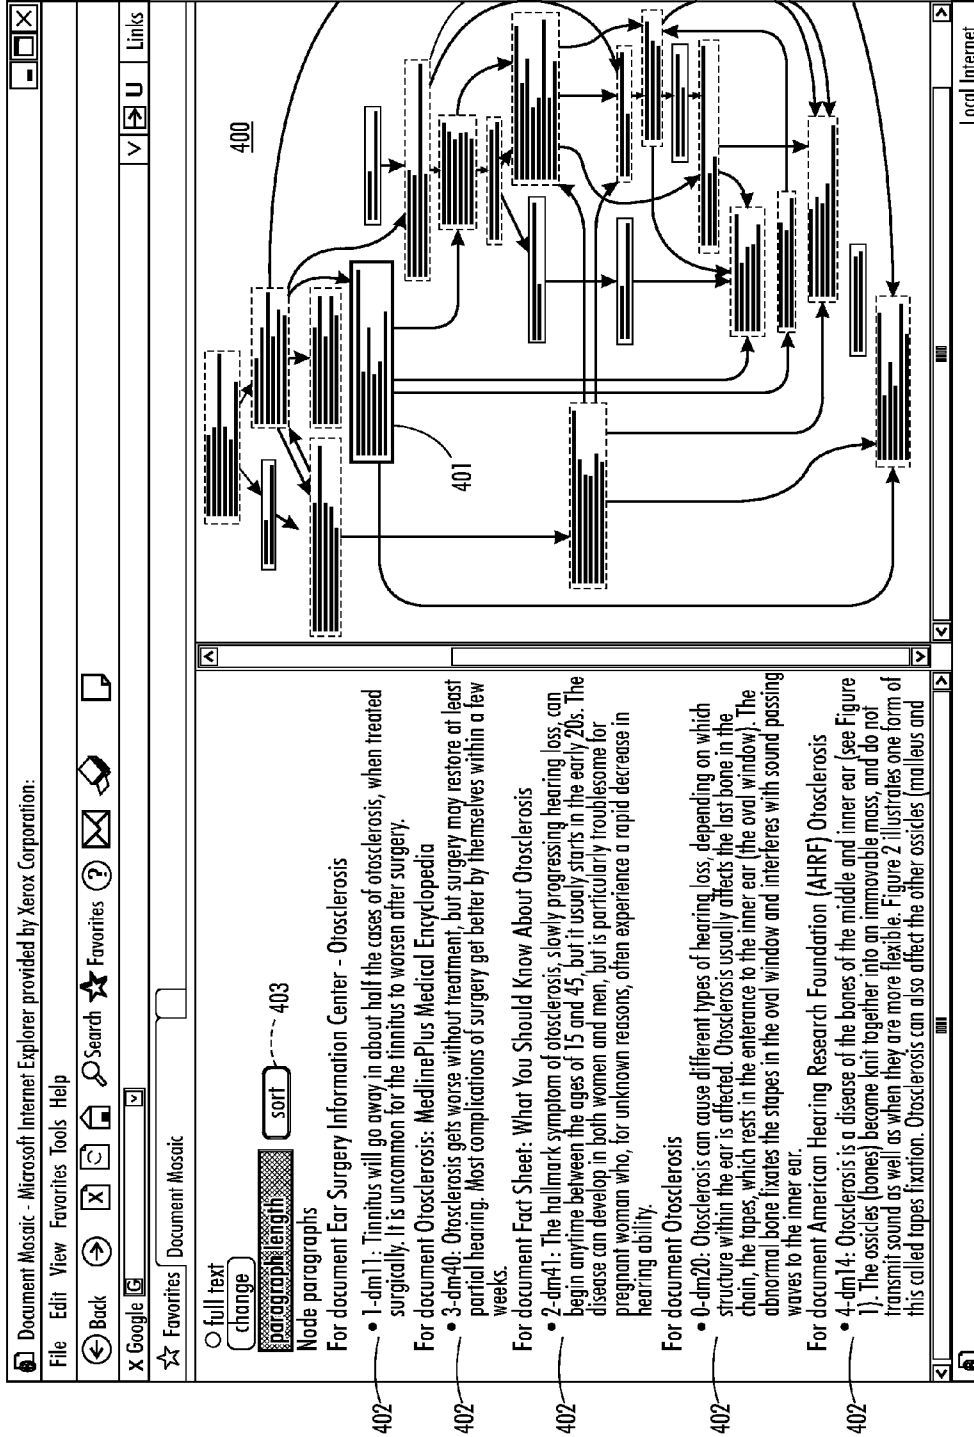 Document Mosaic - Microsoft Internet Explorer provided by Xerox Corporation:
File Edit View Favorites Tools Help
Back Search Favorites
X Google G V U Links
Favorites Document Mosaic
full text
change
paragraph length sort 403
Node paragraphs
For document Ear Surgery Information Center - Otosclerosis
402 • 1-dm11: Tinnitus will go away in about half the cases of otosclerosis, when treated
surgically. It is uncommon for the tinnitus to worsen after surgery.
For document Otosclerosis: MedlinePlus Medical Encyclopedia
402 • 3-dm40: Otosclerosis gets worse without treatment, but surgery may restore at least
partial hearing. Most complications of surgery get better by themselves within a few
weeks.
For document Fact Sheet: What You Should Know About Otosclerosis
402 • 2-dm41: The hallmark symptom of otosclerosis, slowly progressing hearing loss, can
begin anytime between the ages of 15 and 45, but it usualy starts in the early 20s. The
disease can develop in both women and men, but is particularly troublesome for
pregnant woman who, for unknown reasons, often experience a rapid decrease in
hearing ability.
For document Otosclerosis
402 • 0-dm20: Otosclerosis can cause different types of hearing loss, depending on which
structure within the ear is affected. Otosclerosis usually affects the last bone in the
chain, the tapes, which rests in the enterance to the inner ear (the oval window). The
abnormal bone fixates the stapes in the oval window and interferes with sound passing
waves to the inner ear.
For document American Hearing Research Foundation (AHRF) Otosclerosis
402 • 4-dm14: Otosclerosis is a disease of the bones of the middle and inner ear (see Figure
1). The ossicles (bones) become knit together into an immovable mass, and do not
transmit sound as well as when they are more flexible. Figure 2 illustrates one form of
this called tapes fixation. Otosclerosis can also affect the other ossicles (malleus and
400
401
Local Internet